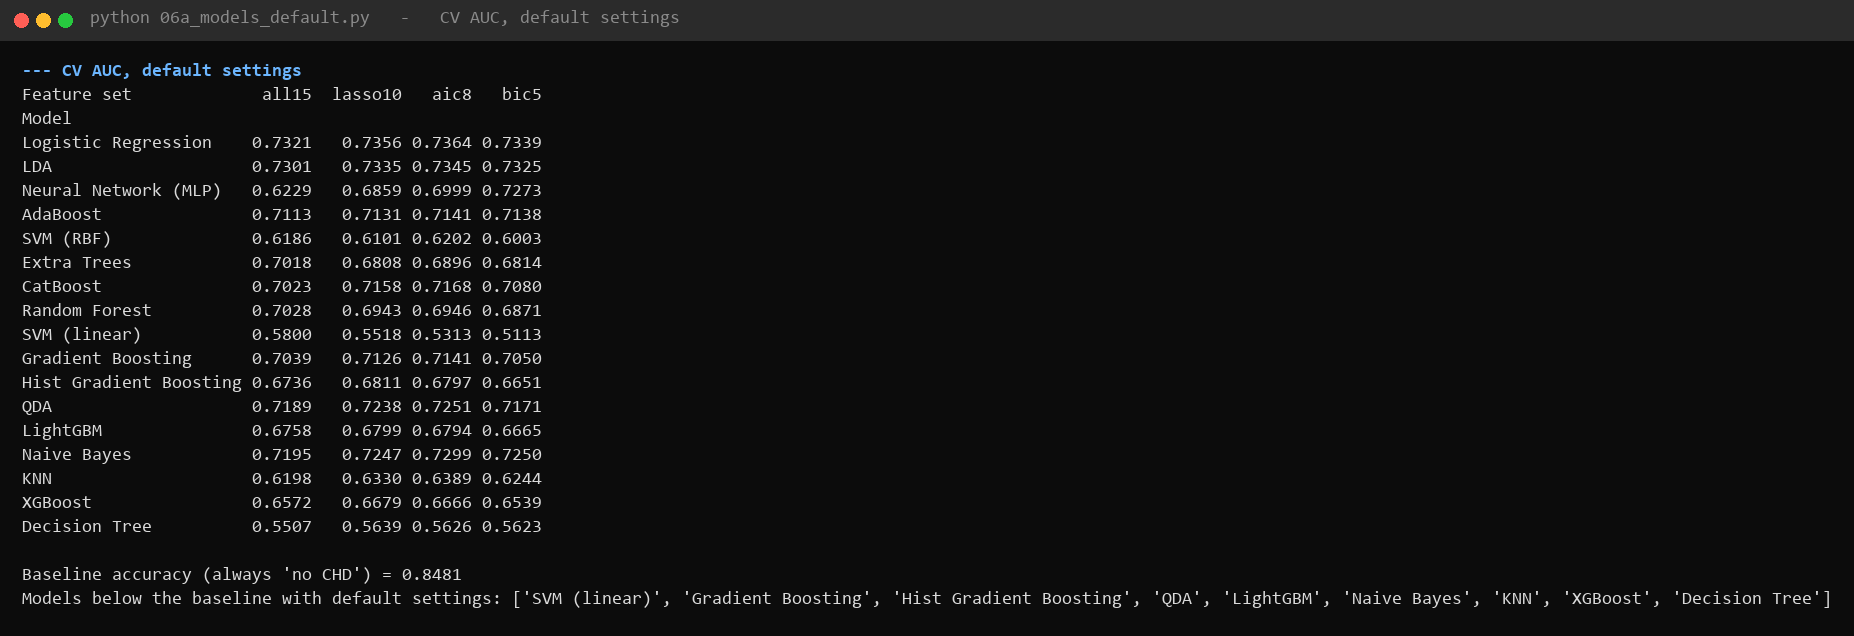 python 06a_models_default.py - CV AUC, default settings
--- CV AUC, default settings
Feature set all15 lasso10 aic8 bic5
Model
Logistic Regression 0.7321 0.7356 0.7364 0.7339
LDA 0.7301 0.7335 0.7345 0.7325
Neural Network (MLP) 0.6229 0.6859 0.6999 0.7273
AdaBoost 0.7113 0.7131 0.7141 0.7138
SVM (RBF) 0.6186 0.6101 0.6202 0.6003
Extra Trees 0.7018 0.6808 0.6896 0.6814
CatBoost 0.7023 0.7158 0.7168 0.7080
Random Forest 0.7028 0.6943 0.6946 0.6871
SVM (linear) 0.5800 0.5518 0.5313 0.5113
Gradient Boosting 0.7039 0.7126 0.7141 0.7050
Hist Gradient Boosting 0.6736 0.6811 0.6797 0.6651
QDA 0.7189 0.7238 0.7251 0.7171
LightGBM 0.6758 0.6799 0.6794 0.6665
Naive Bayes 0.7195 0.7247 0.7299 0.7250
KNN 0.6198 0.6330 0.6389 0.6244
XGBoost 0.6572 0.6679 0.6666 0.6539
Decision Tree 0.5507 0.5639 0.5626 0.5623
Baseline accuracy (always 'no CHD') = 0.8481
Models below the baseline with default settings: ['SVM (linear)', 'Gradient Boosting', 'Hist Gradient Boosting', 'QDA', 'LightGBM', 'Naive Bayes', 'KNN', 'XGBoost', 'Decision Tree']